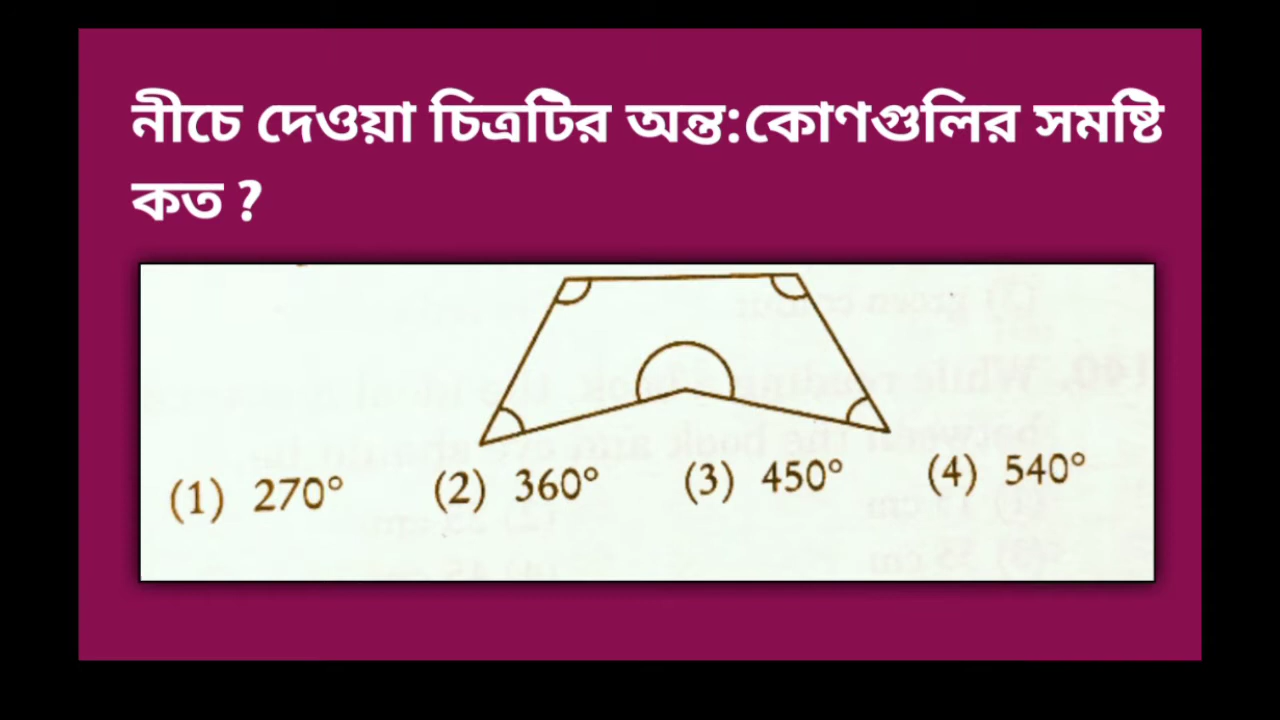 নীচে দেওয়া চিত্রটির অন্ত:কোণগুলির সমষ্টি
কত ?
(1) 270° (2) 360° (3) 450° (4) 540°